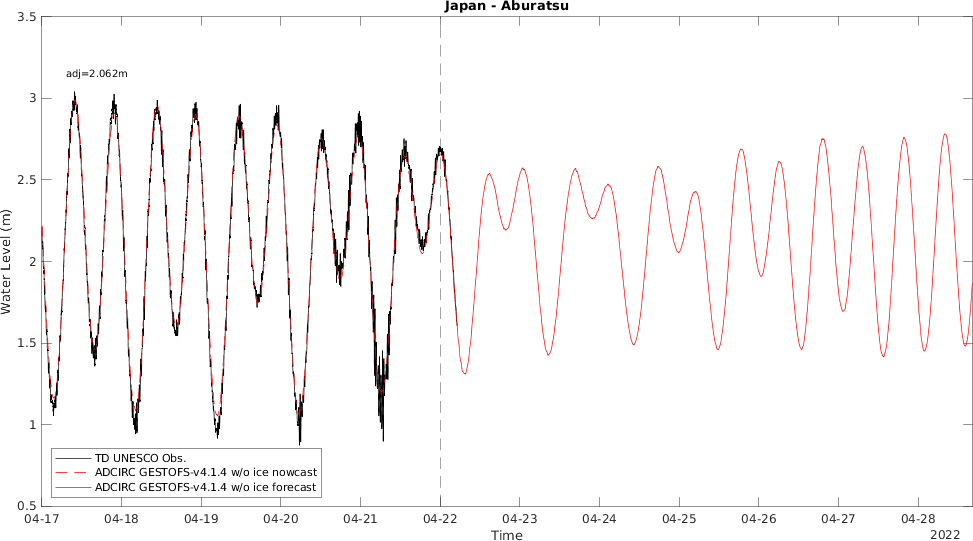 Japan - Aburatsu
3.5
3
2.5
2
1.5
1
0.5
Water Level (m)
adj=2.062m
TD UNESCO Obs.
ADCIRC GESTOFS-v4.1.4 w/o ice nowcast
ADCIRC GESTOFS-v4.1.4 w/o ice forecast
04-17 04-18 04-19 04-20 04-21 04-22 04-23 04-24 04-25 04-26 04-27 04-28
Time
2022